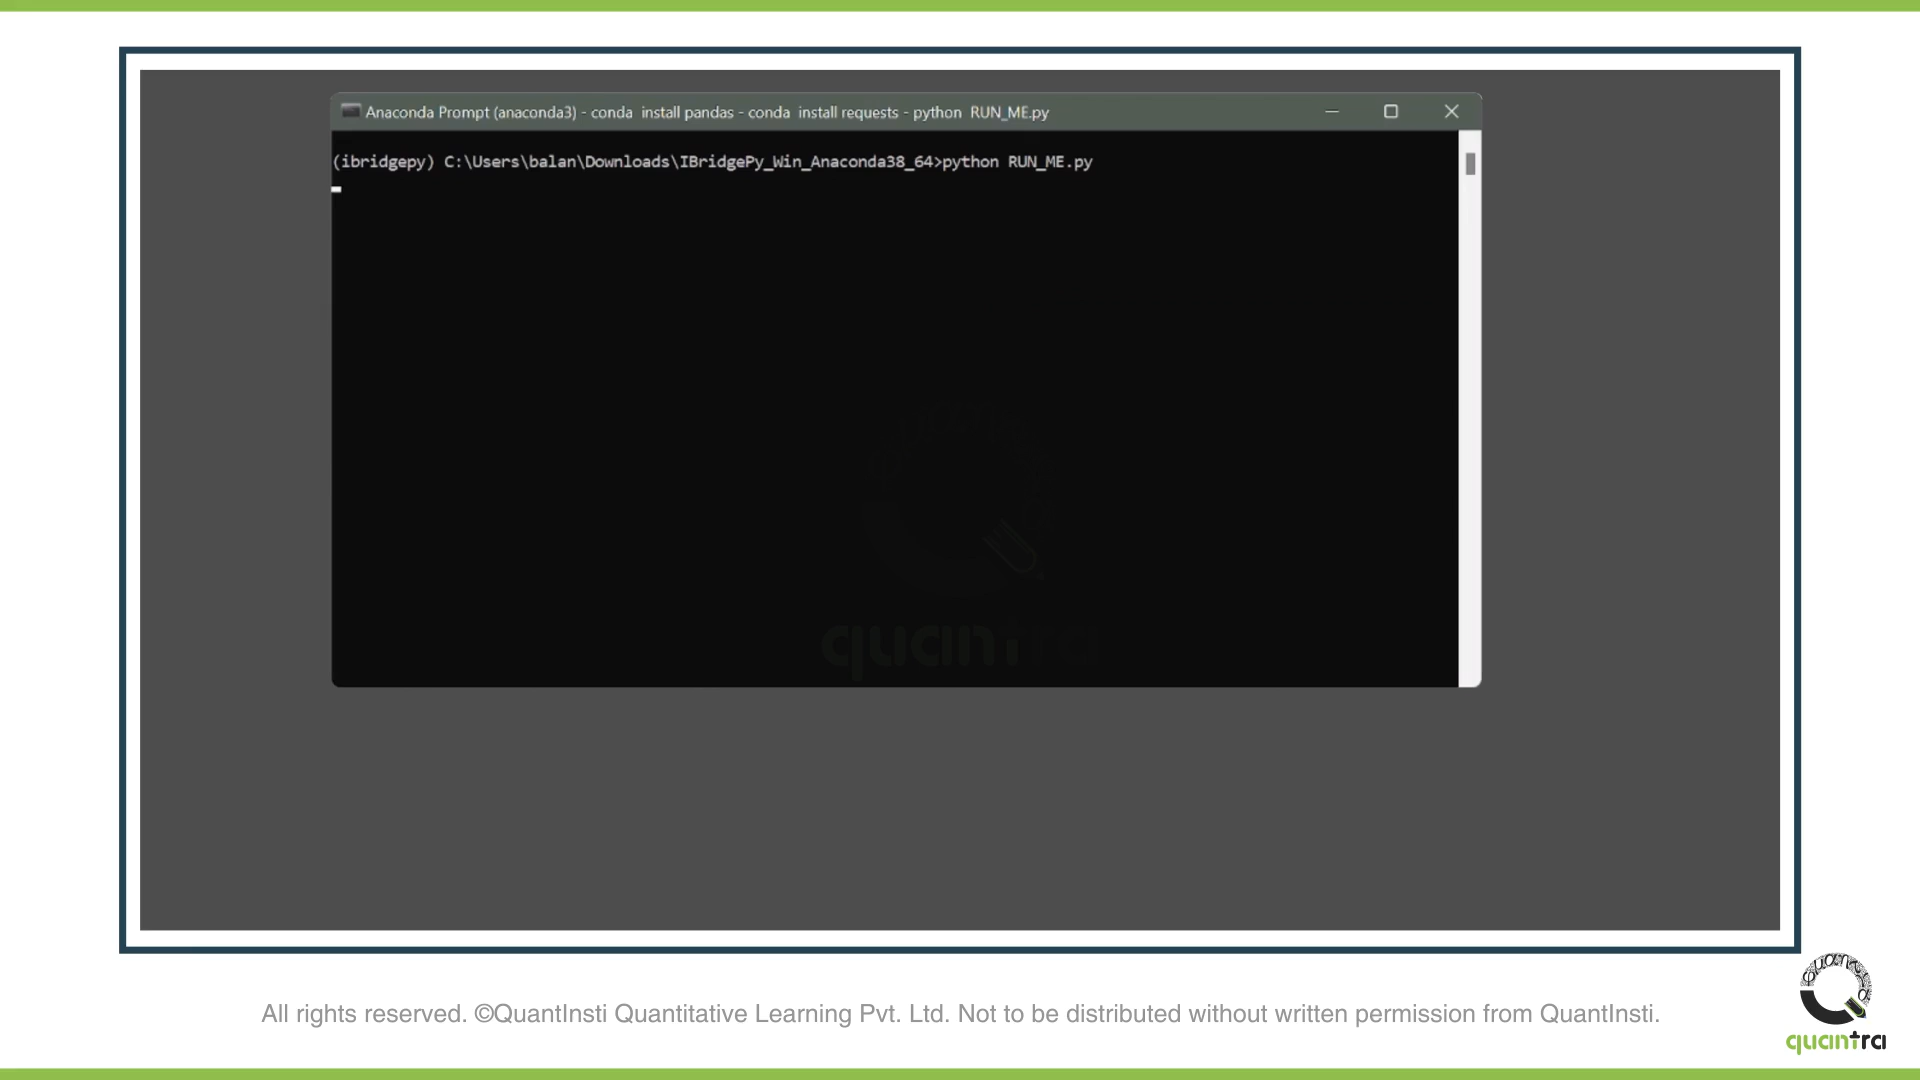 Anaconda Prompt (anaconda3) - conda  install pandas - conda  install requests - python  RUN_ME.py
(ibridgepy) C:\Users\balan\Downloads\IBridgePy_Win_Anaconda38_64>python RUN_ME.py
quantra
All rights reserved. ©QuantInsti Quantitative Learning Pvt. Ltd. Not to be distributed without written permission from QuantInsti.
quantra